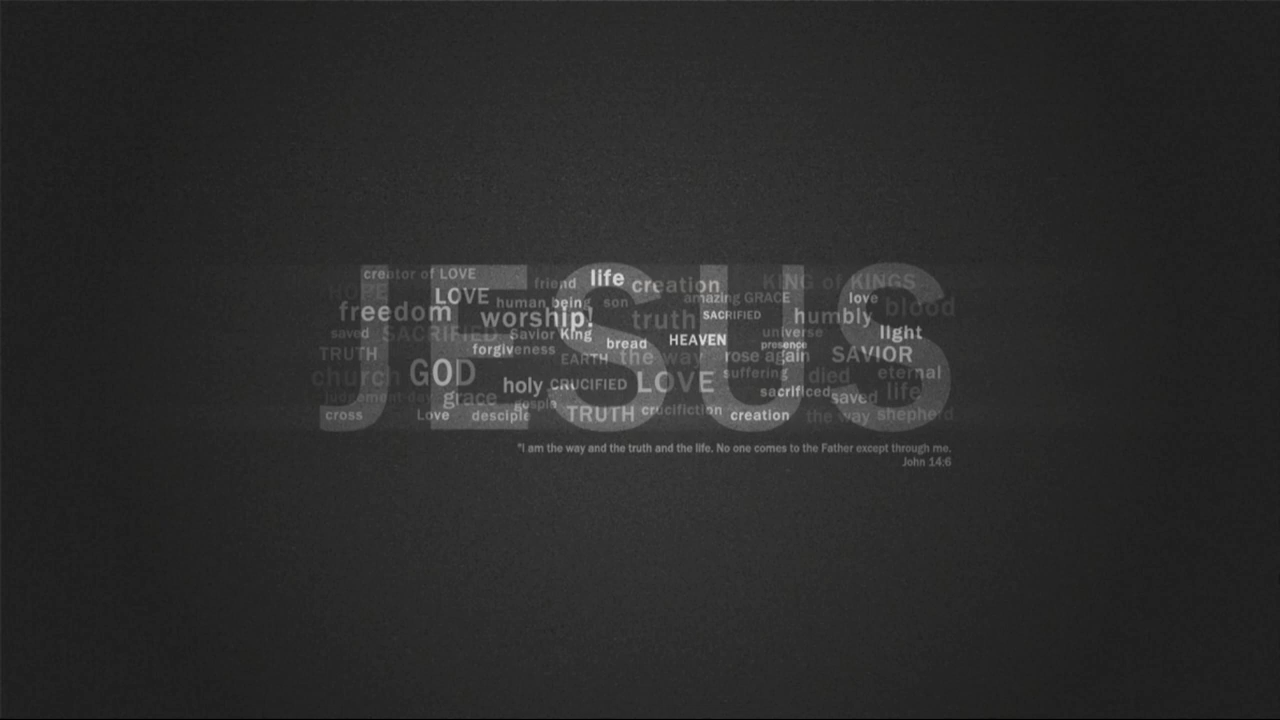 JESUS
creator of LOVE
friend
life
creation
KING of KINGS
HOPE
LOVE
human being
son
amazing GRACE
love
blood
freedom
worship!
truth
SACRIFIED
humbly
saved
SACRIFIED
Savior
King
bread
HEAVEN
universe
presence
light
TRUTH
forgiveness
EARTH
the way
rose again
SAVIOR
church
GOD
holy
CRUCIFIED
LOVE
suffering
died
eternal
judgement day
grace
gosple
sacrificed
saved
life
cross
Love
desciple
TRUTH
crucifiction
creation
the way
shepherd
"I am the way and the truth and the life. No one comes to the Father except through me.
John 14:6